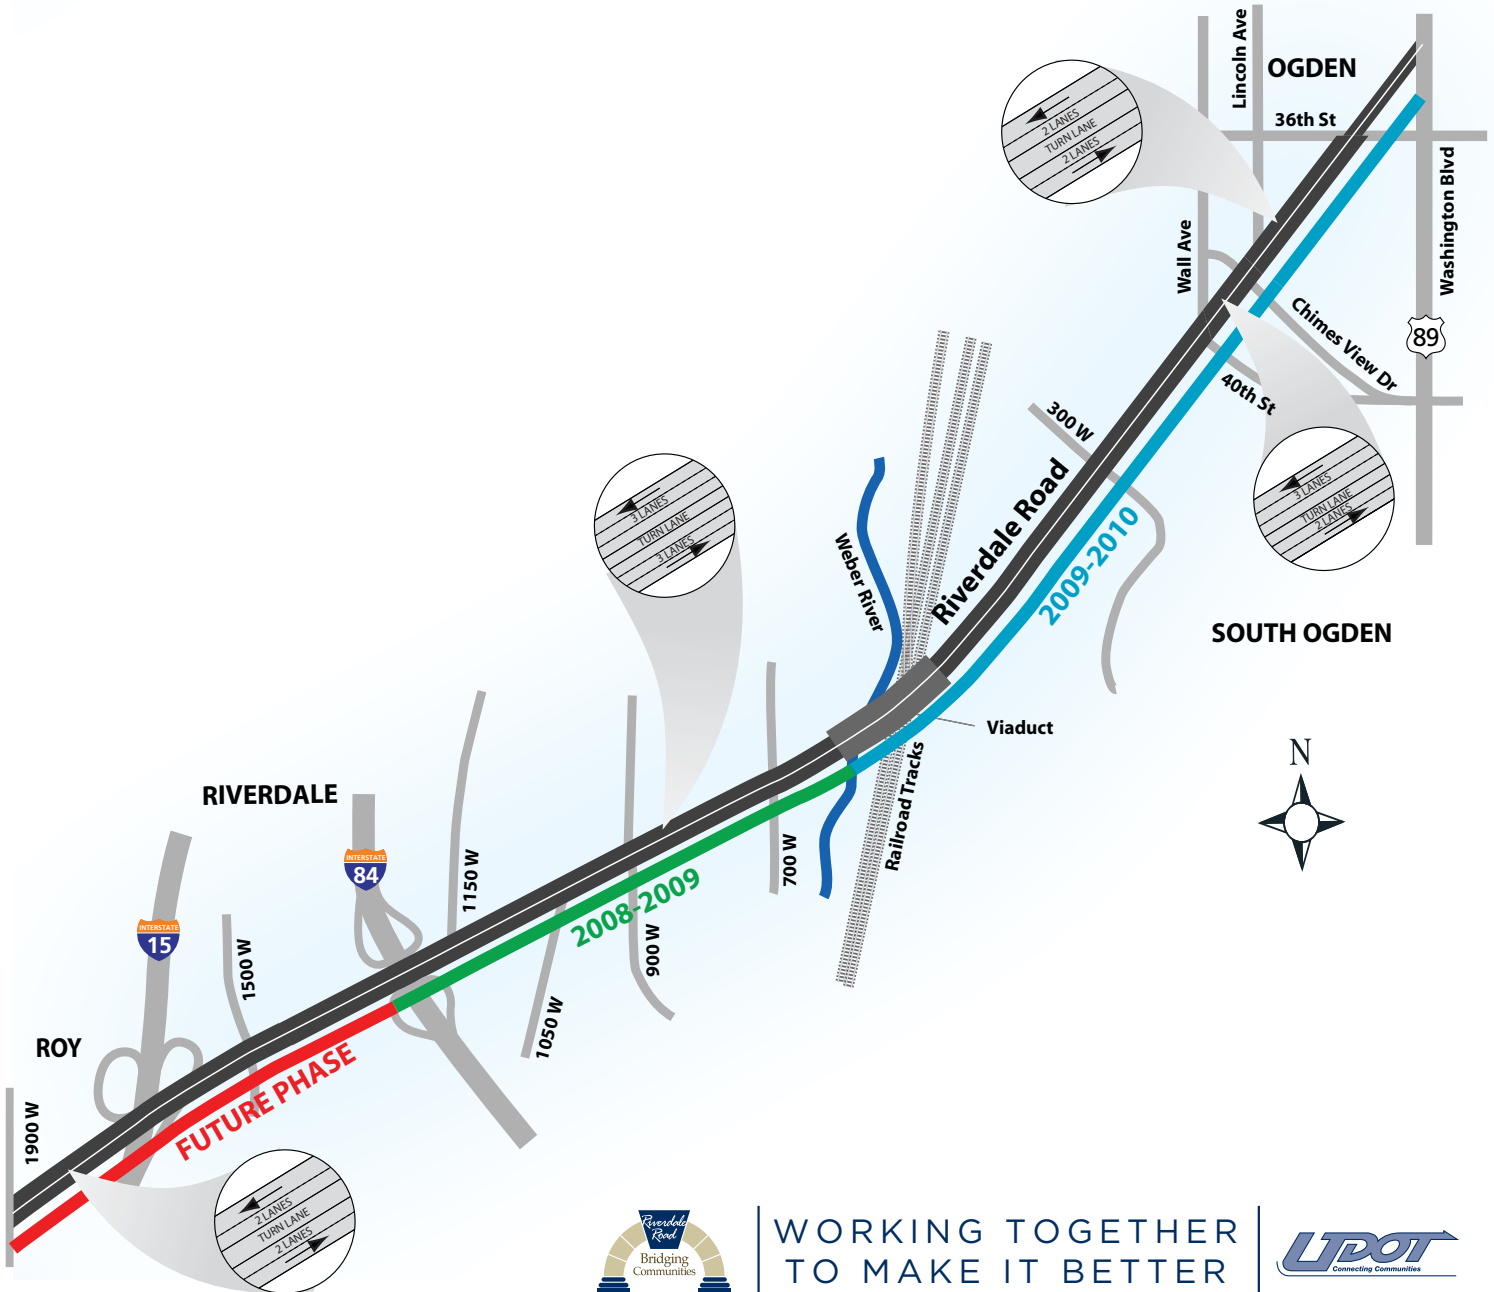 Lincoln Ave
OGDEN
36th St
2 LANES
TURN LANE
2 LANES
Washington Blvd
Wall Ave
Chimes View Dr
89
40th St
300 W
3 LANES
TURN LANE
2 LANES
3 LANES
TURN LANE
3 LANES
Riverdale Road
2009-2010
Weber River
SOUTH OGDEN
Viaduct
N
Railroad Tracks
RIVERDALE
INTERSTATE
84
1150 W
700 W
2008-2009
INTERSTATE
15
1500 W
900 W
1050 W
ROY
FUTURE PHASE
1900 W
2 LANES
TURN LANE
2 LANES
Riverdale
Road
Bridging
Communities
WORKING TOGETHER
TO MAKE IT BETTER
UDOT
Connecting Communities